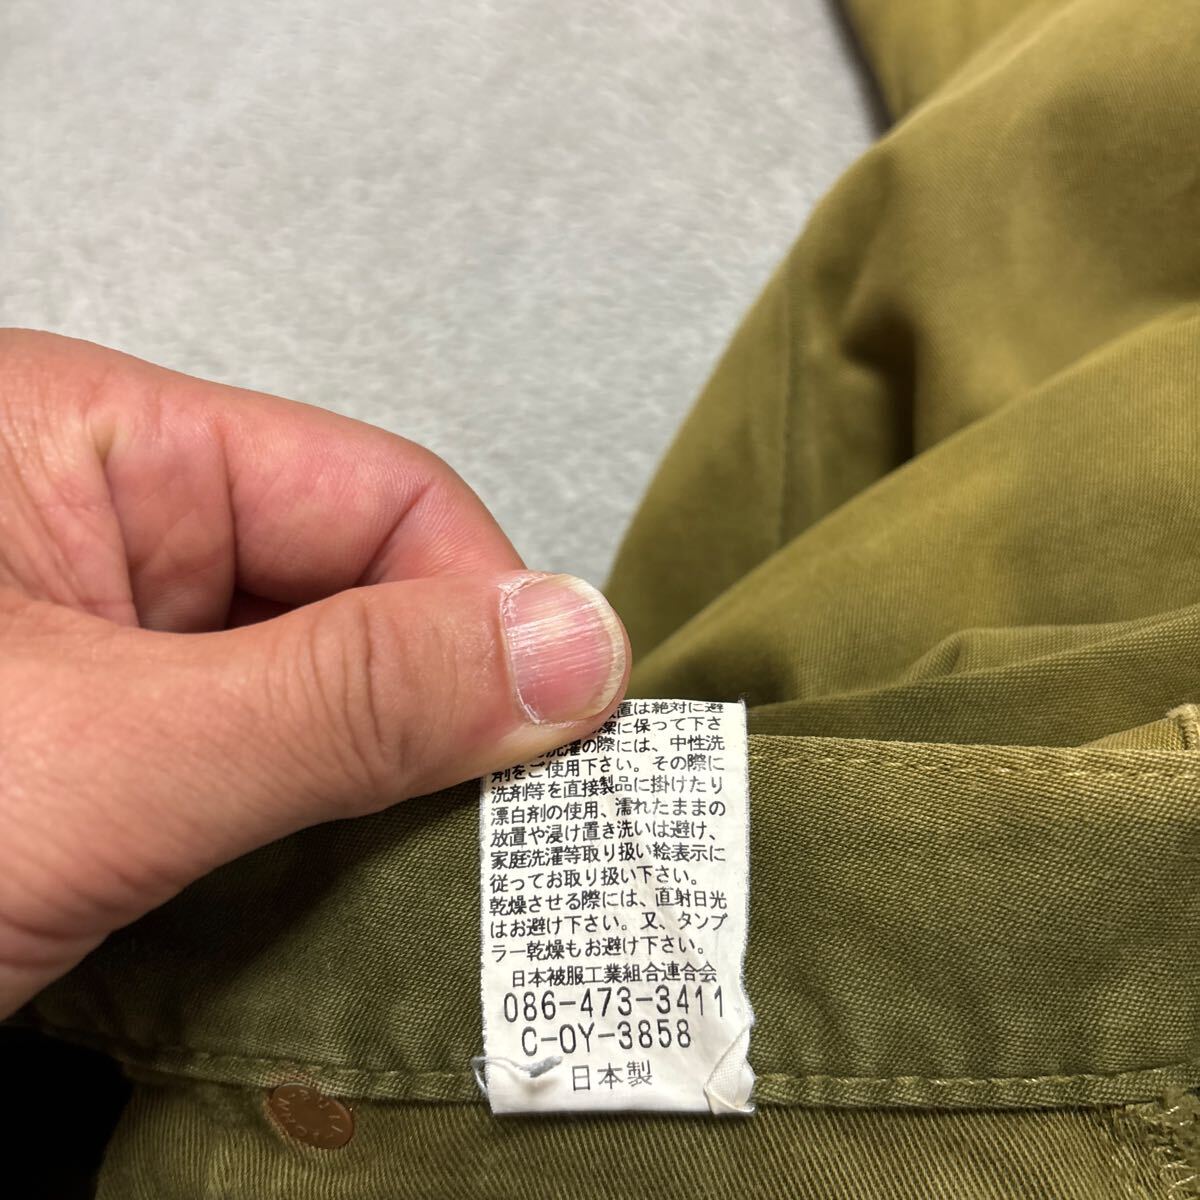 置は絶対に避
潔に保って下さ
洗濯の際には、中性洗
剤をご使用下さい。その際に
洗剤等を直接製品に掛けたり
漂白剤の使用、濡れたままの
放置や浸け置き洗いは避け、
家庭洗濯等取り扱い絵表示に
従ってお取り扱い下さい。
乾燥させる際には、直射日光
はお避け下さい。又、タンブ
ラー乾燥もお避け下さい。
日本被服工業組合連合会
086-473-3411
C-OY-3858
日本製